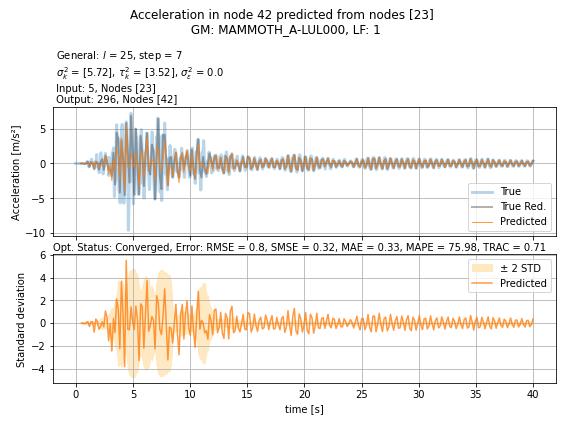 Acceleration in node 42 predicted from nodes [23]
GM: MAMMOTH_A-LUL000, LF: 1
General: l = 25, step = 7
σ²ₖ = [5.72], τ²ₖ = [3.52], σ²ₑ = 0.0
Input: 5, Nodes [23]
Output: 296, Nodes [42]
Acceleration [m/s²]
5
0
−5
−10
True
True Red.
Predicted
Opt. Status: Converged, Error: RMSE = 0.8, SMSE = 0.32, MAE = 0.33, MAPE = 75.98, TRAC = 0.71
Standard deviation
6
4
2
0
−2
−4
± 2 STD
Predicted
0 5 10 15 20 25 30 35 40
time [s]